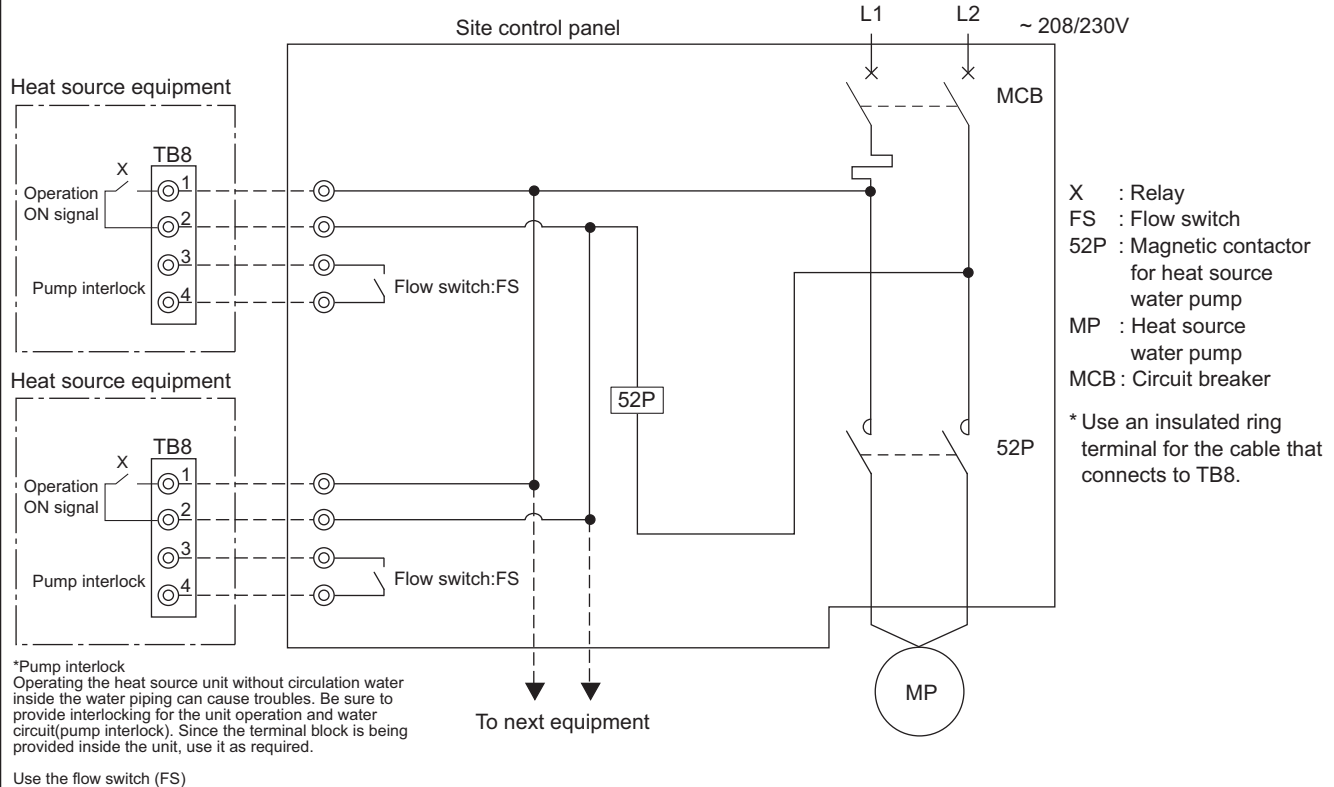 Site control panel
L1
L2
~ 208/230V
MCB
Heat source equipment
TB8
X
Operation
ON signal
1
2
3
4
Pump interlock
Flow switch:FS
52P
Heat source equipment
TB8
X
Operation
ON signal
1
2
3
4
Pump interlock
Flow switch:FS
52P
MP
To next equipment
X : Relay
FS : Flow switch
52P : Magnetic contactor
for heat source
water pump
MP : Heat source
water pump
MCB : Circuit breaker
* Use an insulated ring
terminal for the cable that
connects to TB8.
*Pump interlock
Operating the heat source unit without circulation water
inside the water piping can cause troubles. Be sure to
provide interlocking for the unit operation and water
circuit(pump interlock). Since the terminal block is being
provided inside the unit, use it as required.
Use the flow switch (FS)